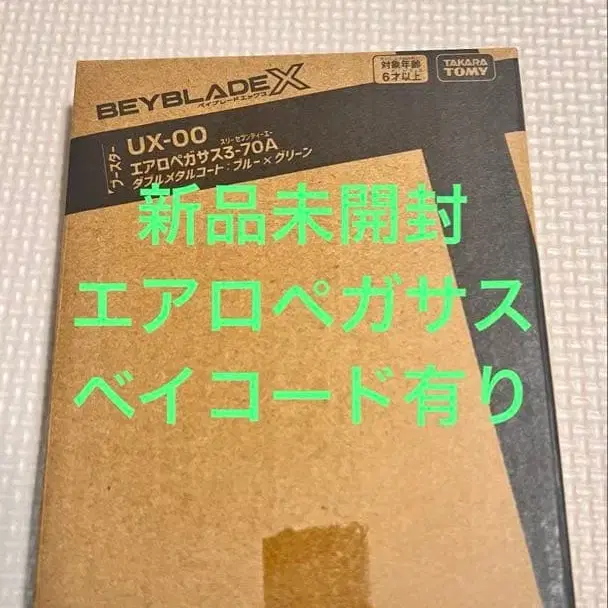 BEYBLADE X
ベイブレードエックス
対象年齢
6才以上
TAKARA
TOMY
ブースター
UX-00
スリーセブンティーエー
エアロペガサス3-70A
ダブルメタルコート:ブルー×グリーン
新品未開封
エアロペガサス
ベイコード有り